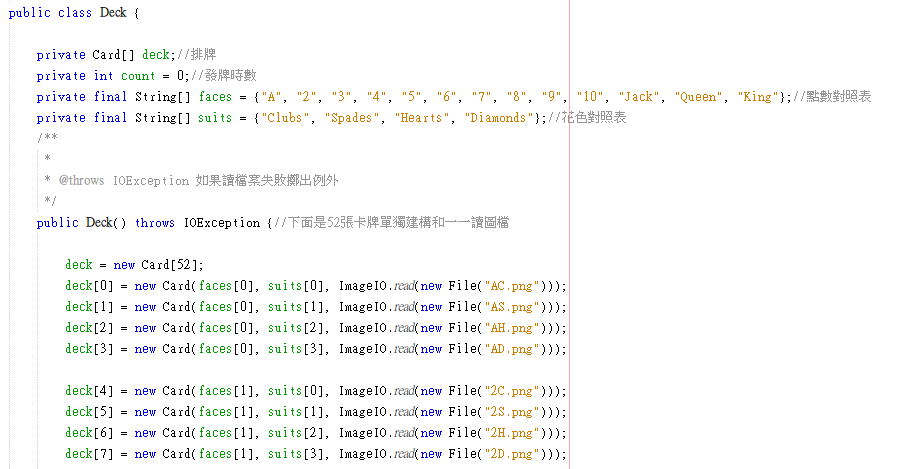 public class Deck {
private Card[] deck;//排牌
private int count = 0;//發牌時數
private final String[] faces = {"A", "2", "3", "4", "5", "6", "7", "8", "9", "10", "Jack", "Queen", "King"};//點數對照表
private final String[] suits = {"Clubs", "Spades", "Hearts", "Diamonds"};//花色對照表
/**
*
* @throws IOException 如果讀檔案失敗擲出例外
*/
public Deck() throws IOException {//下面是52張卡牌單獨建構和一一讀圖檔
deck = new Card[52];
deck[0] = new Card(faces[0], suits[0], ImageIO.read(new File("AC.png")));
deck[1] = new Card(faces[0], suits[1], ImageIO.read(new File("AS.png")));
deck[2] = new Card(faces[0], suits[2], ImageIO.read(new File("AH.png")));
deck[3] = new Card(faces[0], suits[3], ImageIO.read(new File("AD.png")));
deck[4] = new Card(faces[1], suits[0], ImageIO.read(new File("2C.png")));
deck[5] = new Card(faces[1], suits[1], ImageIO.read(new File("2S.png")));
deck[6] = new Card(faces[1], suits[2], ImageIO.read(new File("2H.png")));
deck[7] = new Card(faces[1], suits[3], ImageIO.read(new File("2D.png")));